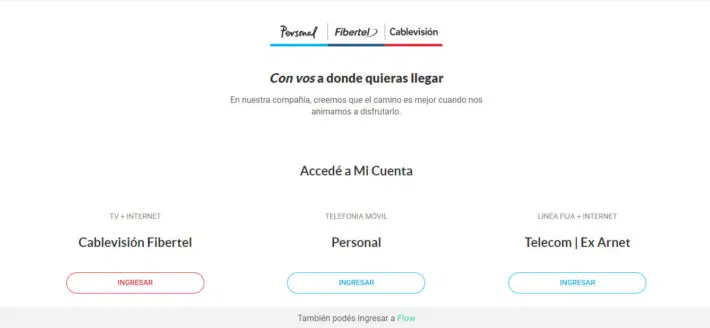 Personal Fibertel Cablevisión
Con vos a donde quieras llegar
En nuestra compañía, creemos que el camino es mejor cuando nos
animamos a disfrutarlo.
Accedé a Mi Cuenta
TV + INTERNET TELEFONIA MÓVIL LINEA FIJA + INTERNET
Cablevisión Fibertel Personal Telecom | Ex Arnet
INGRESAR INGRESAR INGRESAR
También podés ingresar a Flow